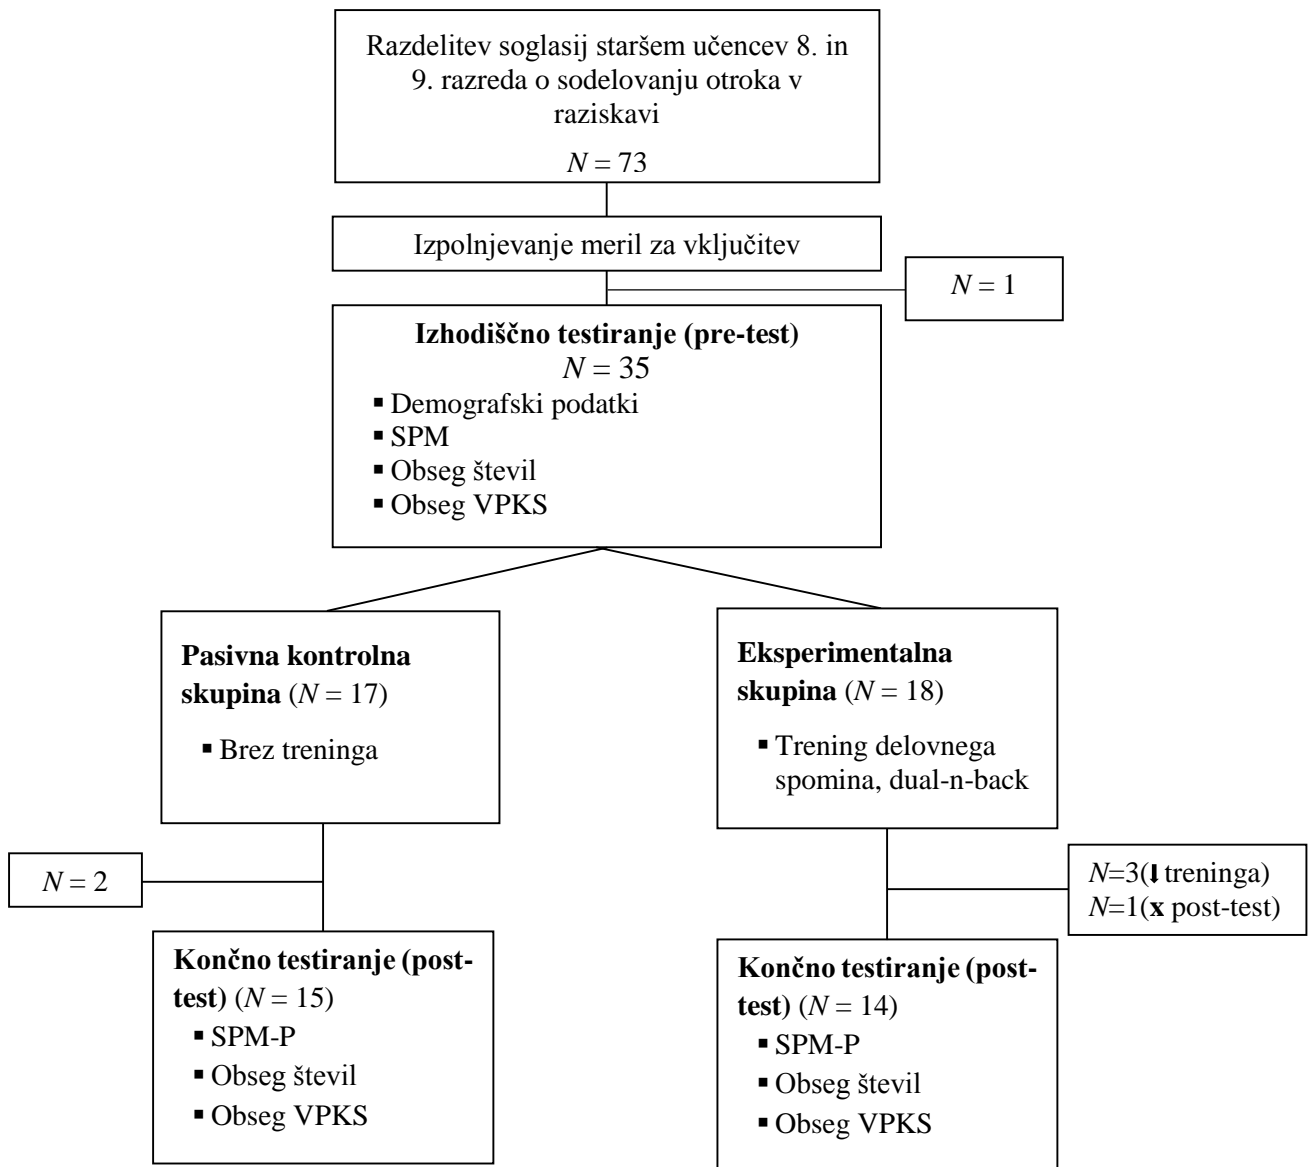 Razdelitev soglasij staršem učencev 8. in
9. razreda o sodelovanju otroka v
raziskavi
N = 73
Izpolnjevanje meril za vključitev
N = 1
Izhodiščno testiranje (pre-test)
N = 35
▪ Demografski podatki
▪ SPM
▪ Obseg števil
▪ Obseg VPKS
Pasivna kontrolna
skupina (N = 17)
▪ Brez treninga
Eksperimentalna
skupina (N = 18)
▪ Trening delovnega
spomina, dual-n-back
N = 2
N=3(⬇treninga)
N=1(x post-test)
Končno testiranje (post-
test) (N = 15)
▪ SPM-P
▪ Obseg števil
▪ Obseg VPKS
Končno testiranje (post-
test) (N = 14)
▪ SPM-P
▪ Obseg števil
▪ Obseg VPKS